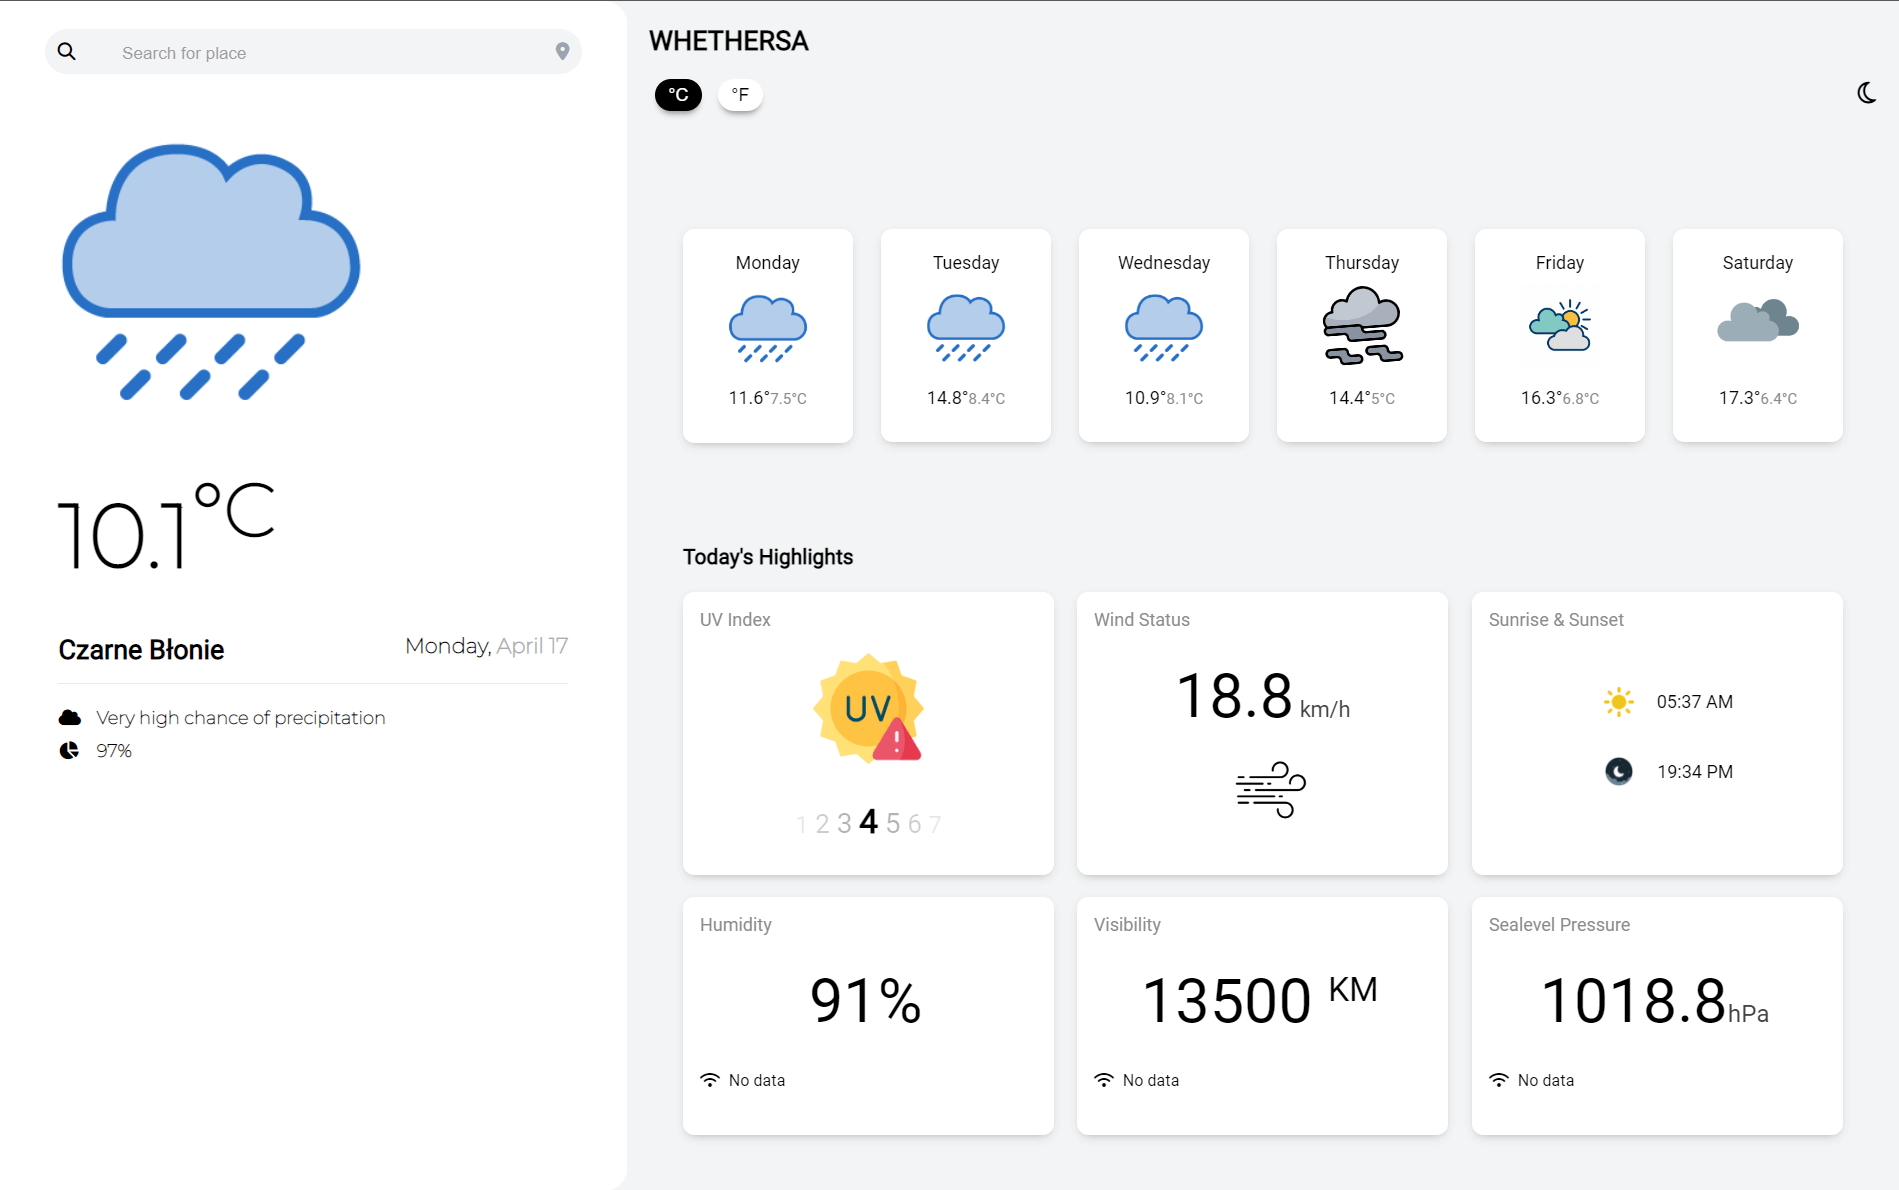 Search for place
10.1°C
Czarne Błonie
Monday, April 17
Very high chance of precipitation
97%
WHETHERSA
°C °F
Monday
11.6°7.5°C
Tuesday
14.8°8.4°C
Wednesday
10.9°8.1°C
Thursday
14.4°5°C
Friday
16.3°6.8°C
Saturday
17.3°6.4°C
Today's Highlights
UV Index
UV
1 2 3 4 5 6 7
Wind Status
18.8 km/h
Sunrise & Sunset
05:37 AM
19:34 PM
Humidity
91%
No data
Visibility
13500 KM
No data
Sealevel Pressure
1018.8hPa
No data